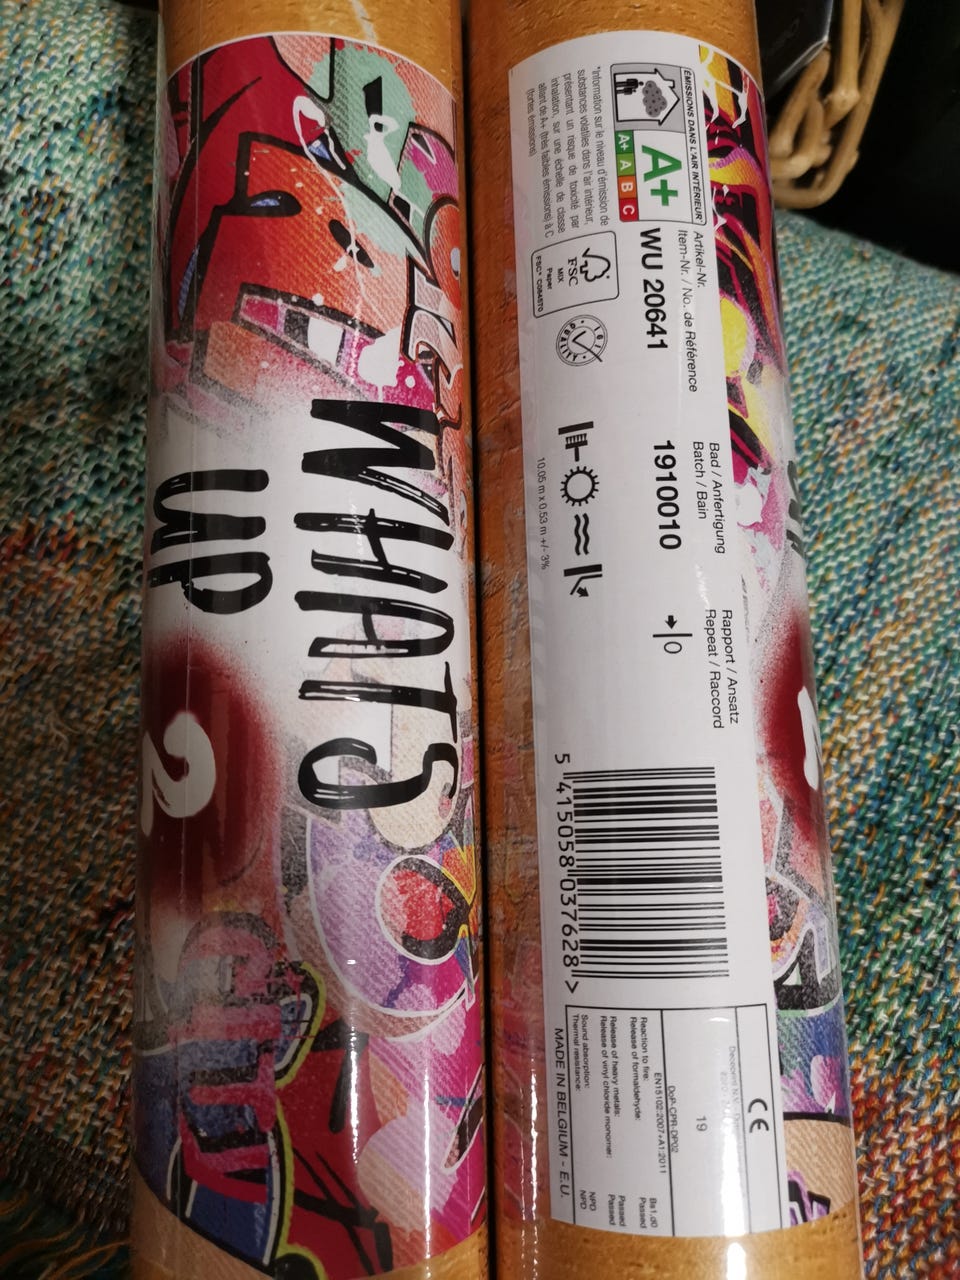 WHATS
UP
2
ÉMISSIONS DANS L'AIR INTÉRIEUR*
A+
A+ A B C
*Information sur le niveau d'émission de
substances volatiles dans l'air intérieur,
présentant un risque de toxicité par
inhalation, sur une échelle de classe
allant de A+ (très faibles émissions) à C
(fortes émissions)
FSC
MIX
Paper
FSC® C084870
QUALITY
Artikel-Nr.
Item-Nr. / No. de Référence
WU 20641
Bad / Anfertigung
Batch / Bain
1910010
Rapport / Ansatz
Repeat / Raccord
0
10,05 m x 0.53 m +/- 3%
5 415058 037628 >
CE
19
DoP-CPR-DP02
EN15102:2007+A1:2011
Reaction to fire: Bs1,d0
Release of formaldehyde: Passed
Release of heavy metals: Passed
Release of vinyl chloride monomer: Passed
Sound absorption: NPD
Thermal resistance: NPD
MADE IN BELGIUM - E.U.